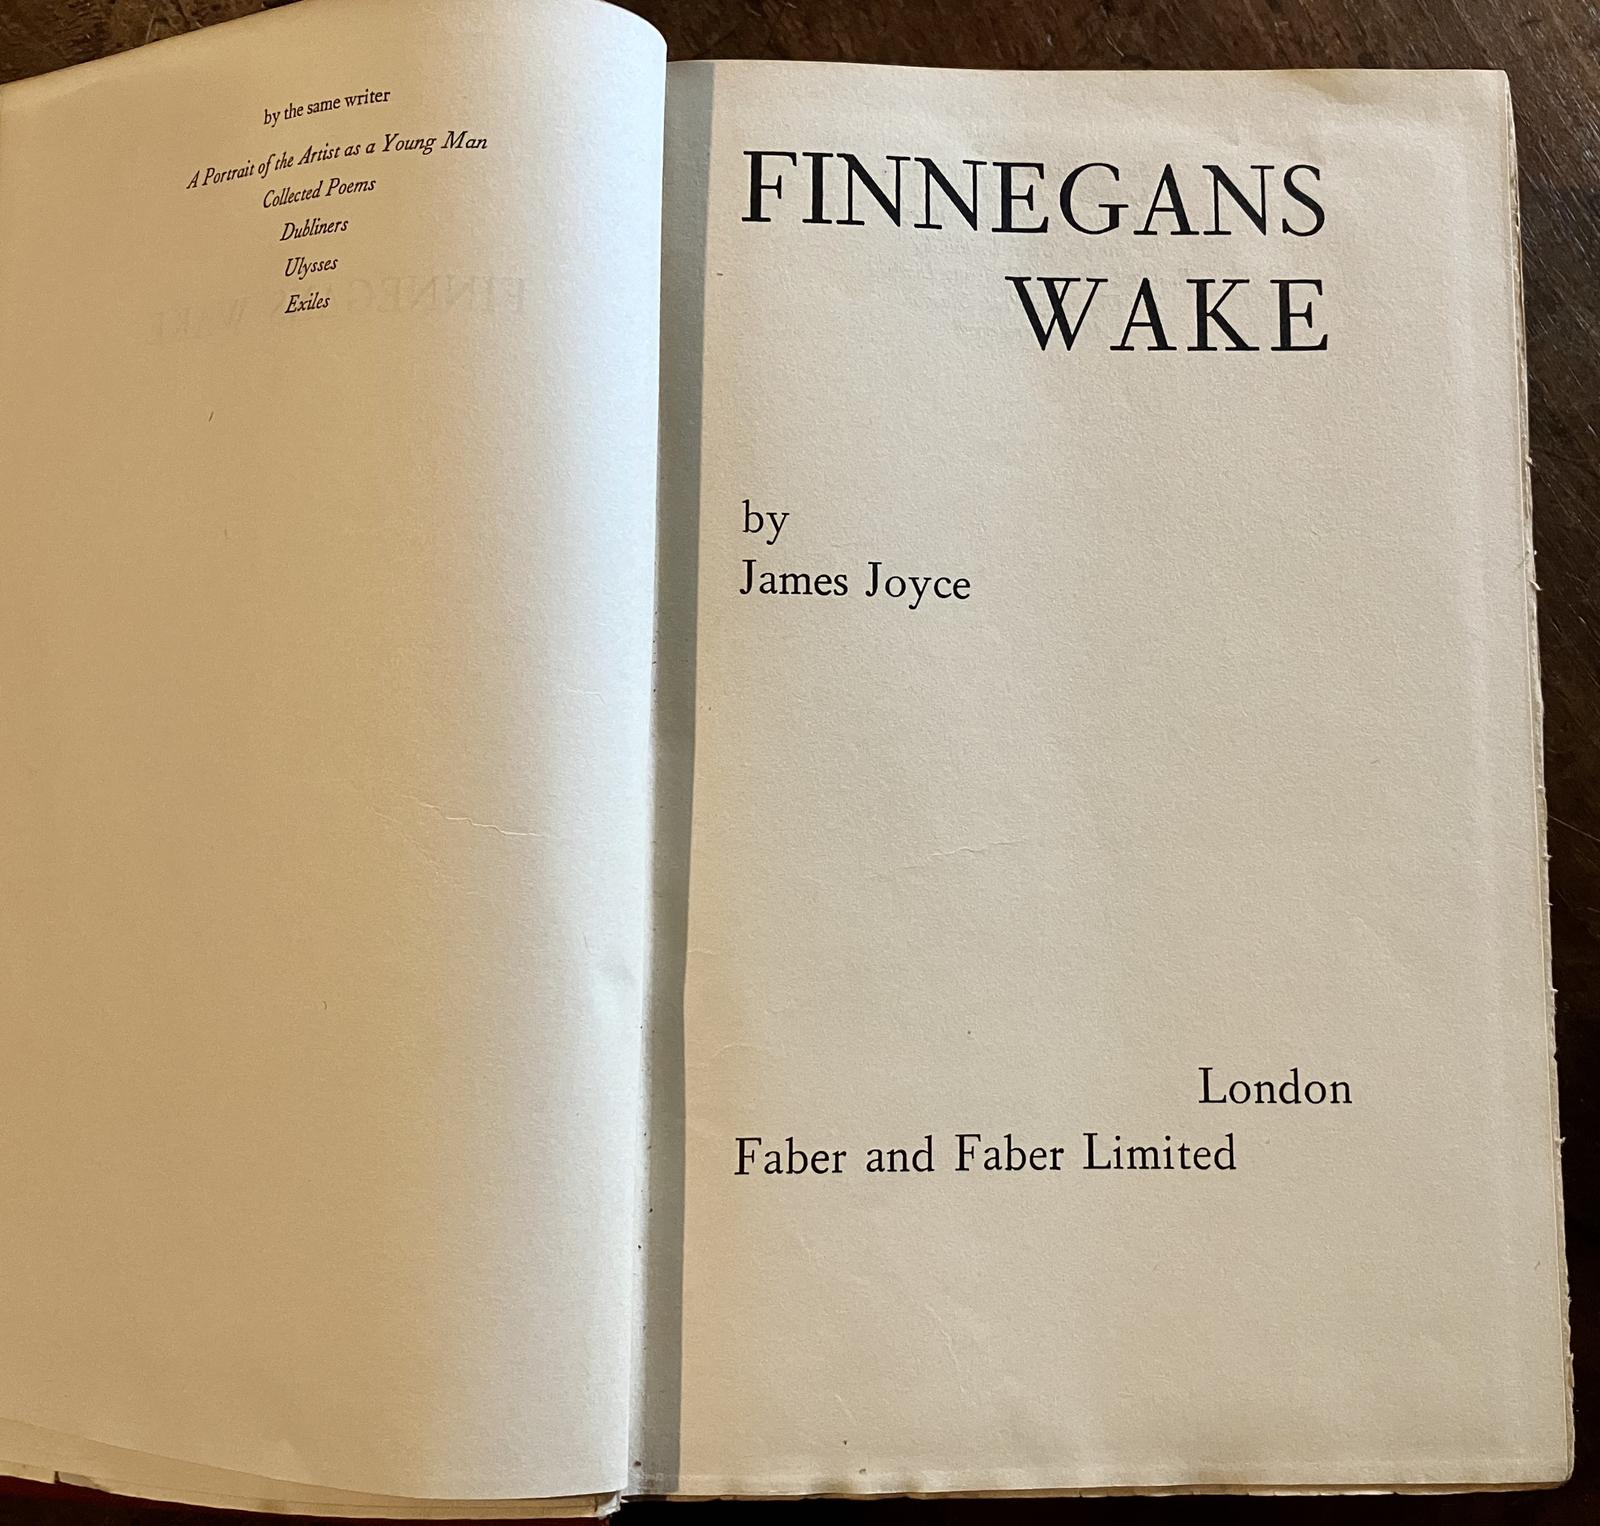 by the same writer
A Portrait of the Artist as a Young Man
Collected Poems
Dubliners
Ulysses
Exiles
FINNEGANS
WAKE
by
James Joyce
London
Faber and Faber Limited